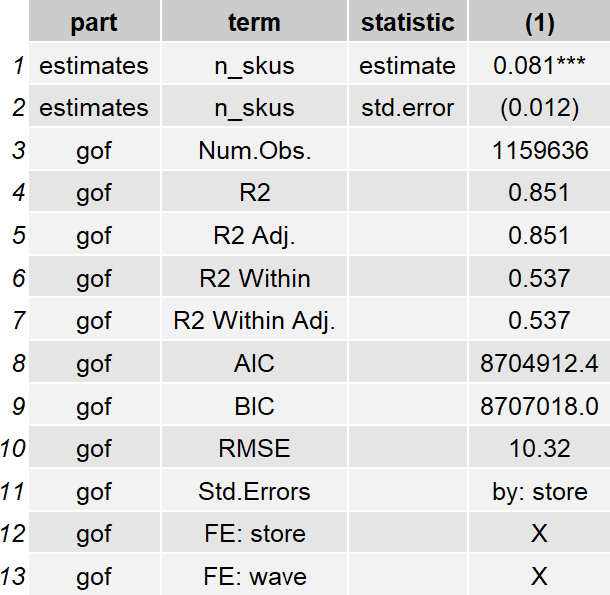 part term statistic (1)
1 estimates n_skus estimate 0.081***
2 estimates n_skus std.error (0.012)
3 gof Num.Obs. 1159636
4 gof R2 0.851
5 gof R2 Adj. 0.851
6 gof R2 Within 0.537
7 gof R2 Within Adj. 0.537
8 gof AIC 8704912.4
9 gof BIC 8707018.0
10 gof RMSE 10.32
11 gof Std.Errors by: store
12 gof FE: store X
13 gof FE: wave X